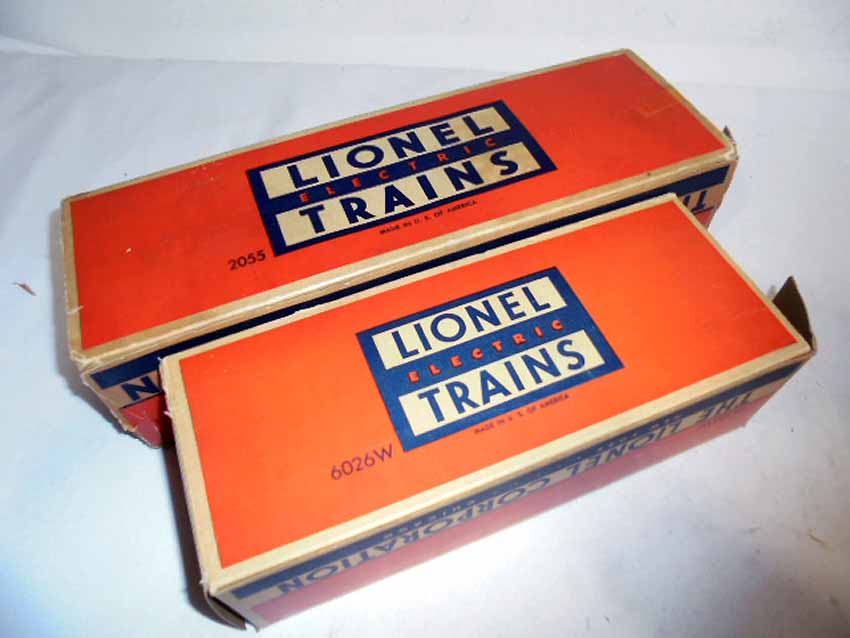 LIONEL
ELECTRIC
TRAINS
MADE IN U. S. OF AMERICA
2055
LIONEL
ELECTRIC
TRAINS
MADE IN U. S. OF AMERICA
6026W
THE LIONEL CORPORATION
CHICAGO